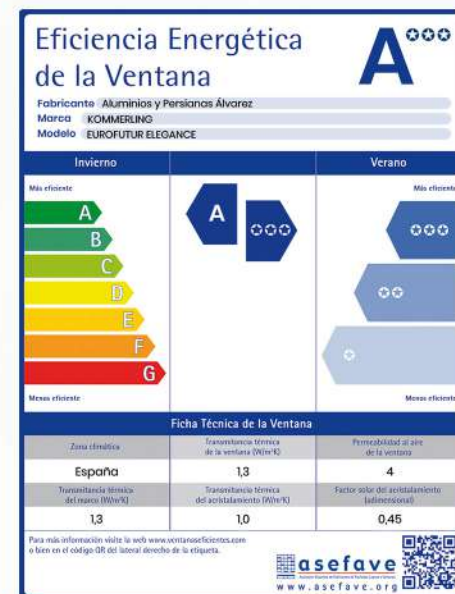 Eficiencia Energética
de la Ventana
A✪✪✪
Fabricante Aluminios y Persianas Álvarez
Marca KOMMERLING
Modelo EUROFUTUR ELEGANCE
Invierno
Verano
Más eficiente
Más eficiente
A
B
C
D
E
F
G
A
✪✪✪
✪✪✪
✪✪
✪
Menos eficiente
Menos eficiente
Ficha Técnica de la Ventana
Zona climática
España
Transmitancia térmica
de la ventana (W/m²K)
1,3
Permeabilidad al aire
de la ventana
4
Transmitancia térmica
del marco (W/m²K)
1,3
Transmitancia térmica
del acristalamiento (W/m²K)
1,0
Factor solar del acristalamiento
(adimensional)
0,45
Para más información visite la web www.ventanaseficientes.com
o bien en el código QR del lateral derecho de la etiqueta.
asefave
www.asefave.org